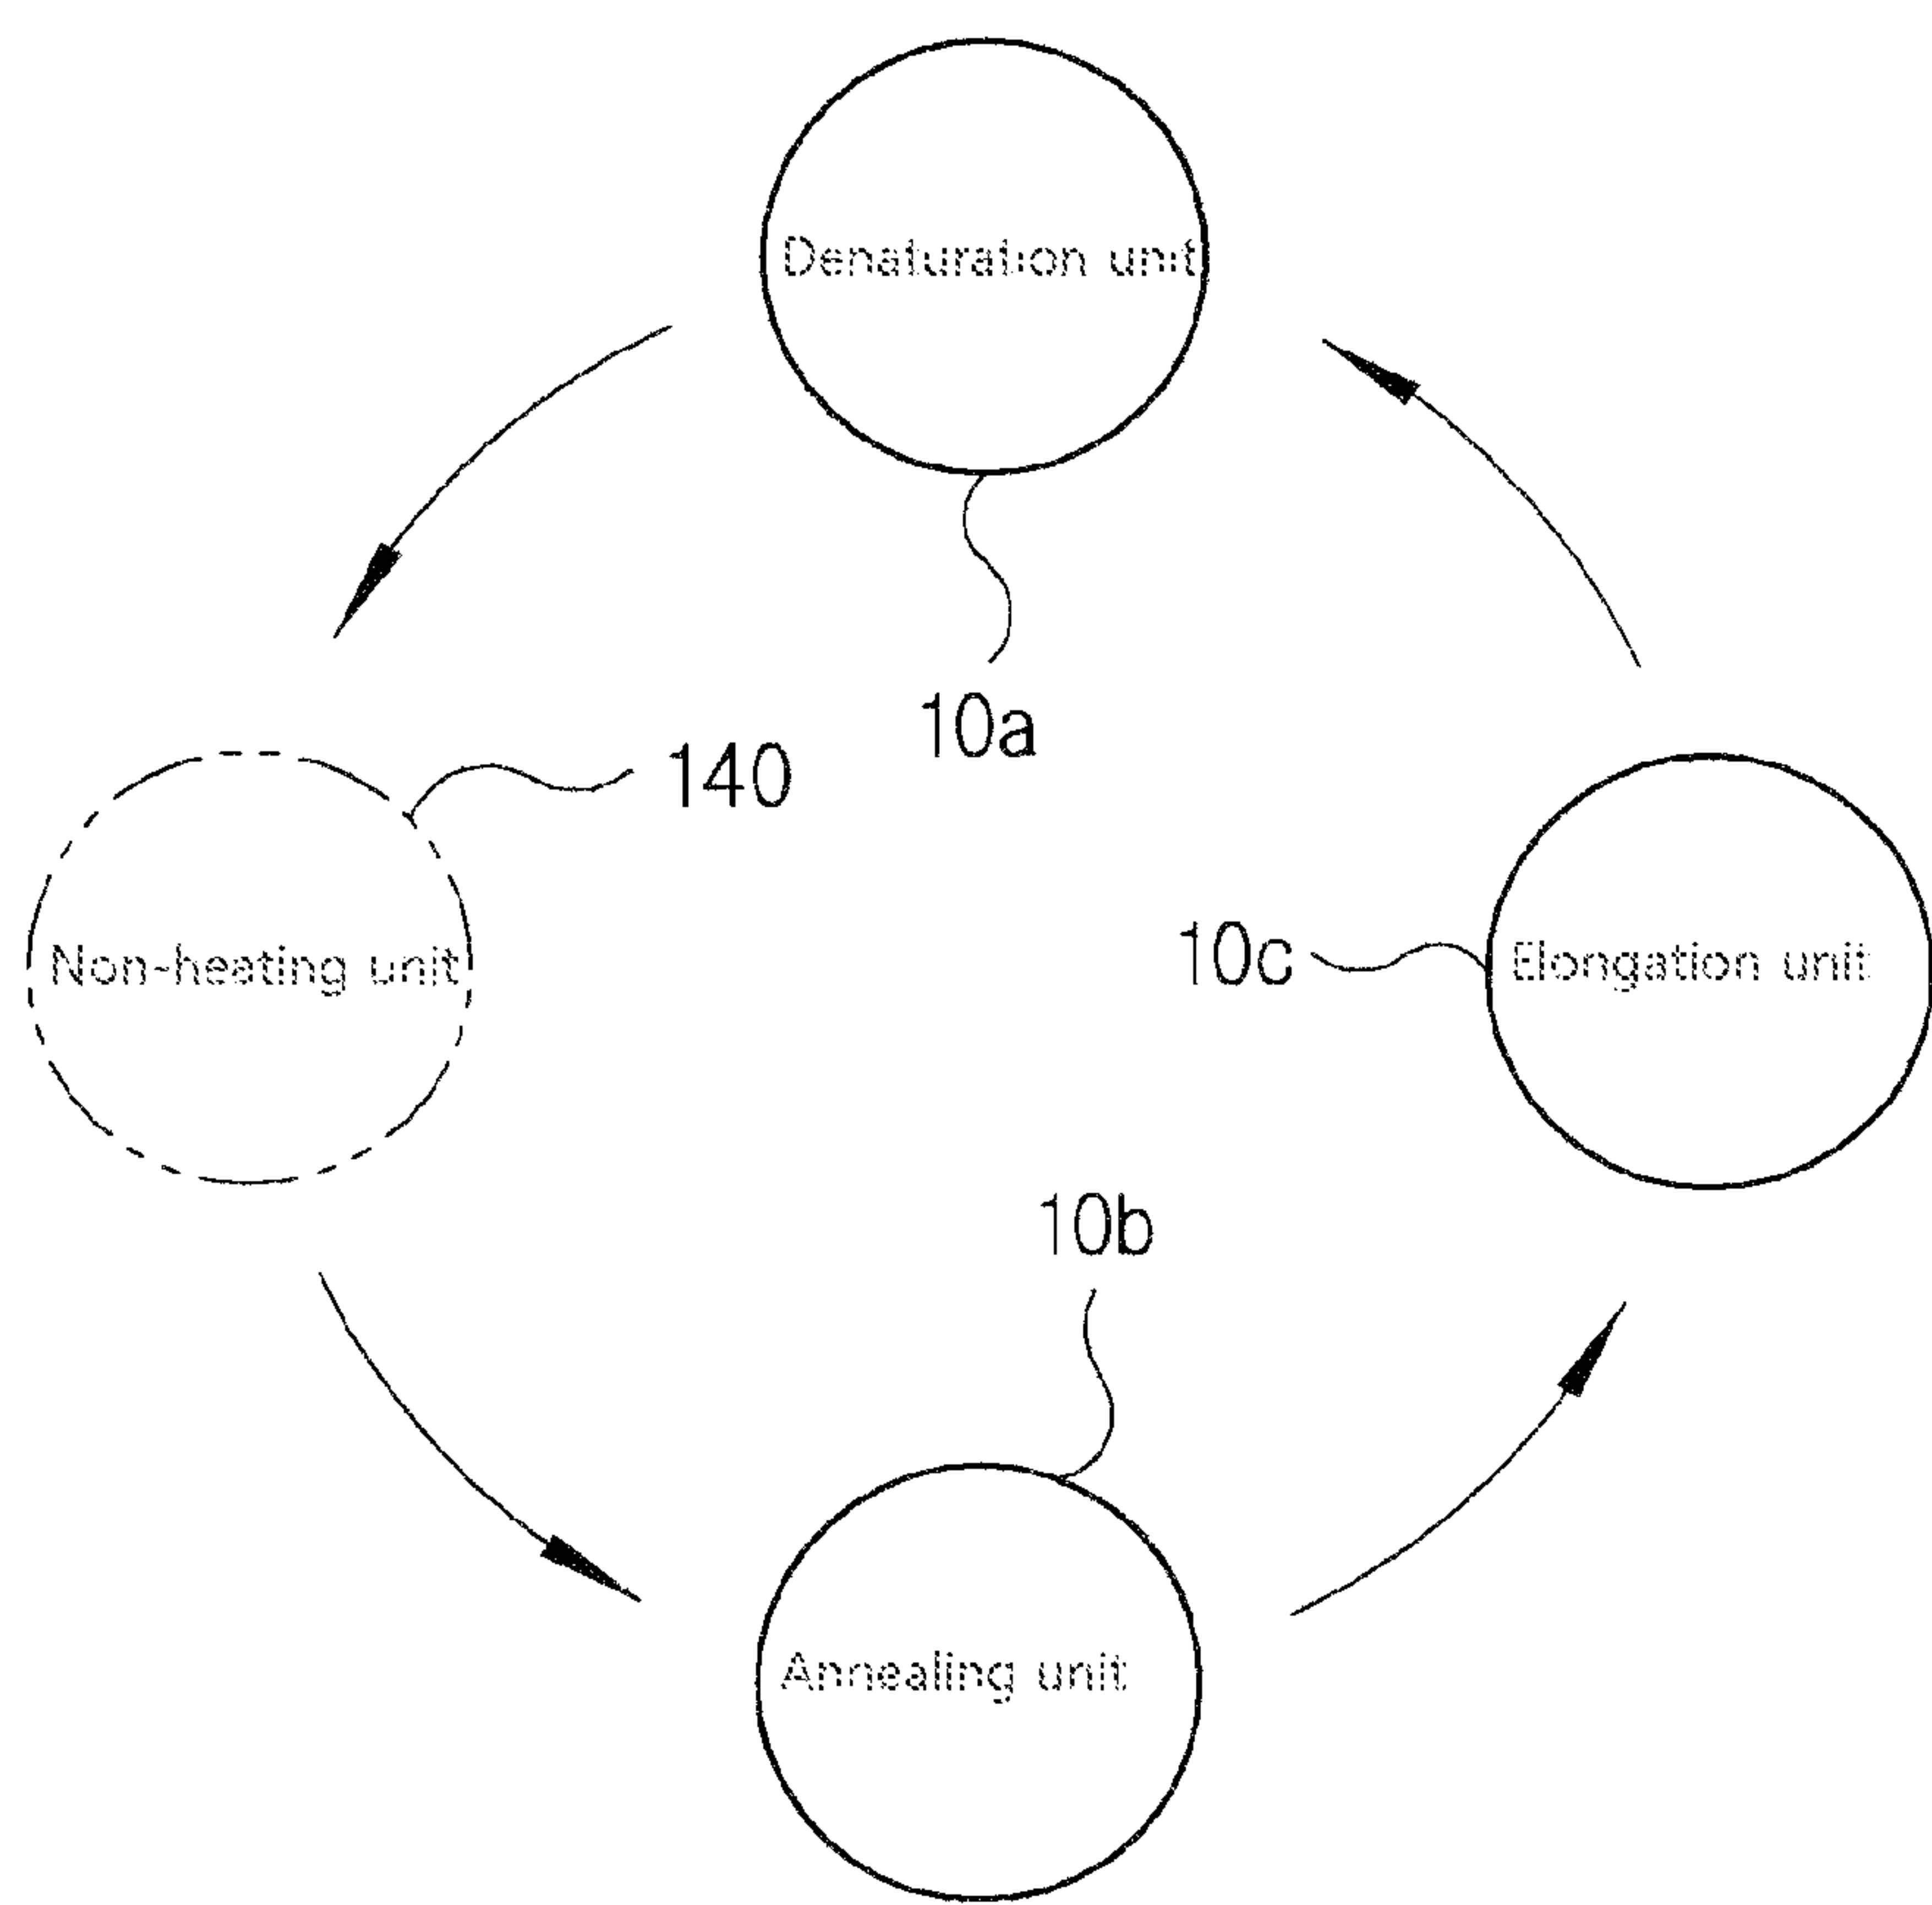 Denaturation unit
10a
140
Non-heating unit
10c
Elongation unit
10b
Annealing unit